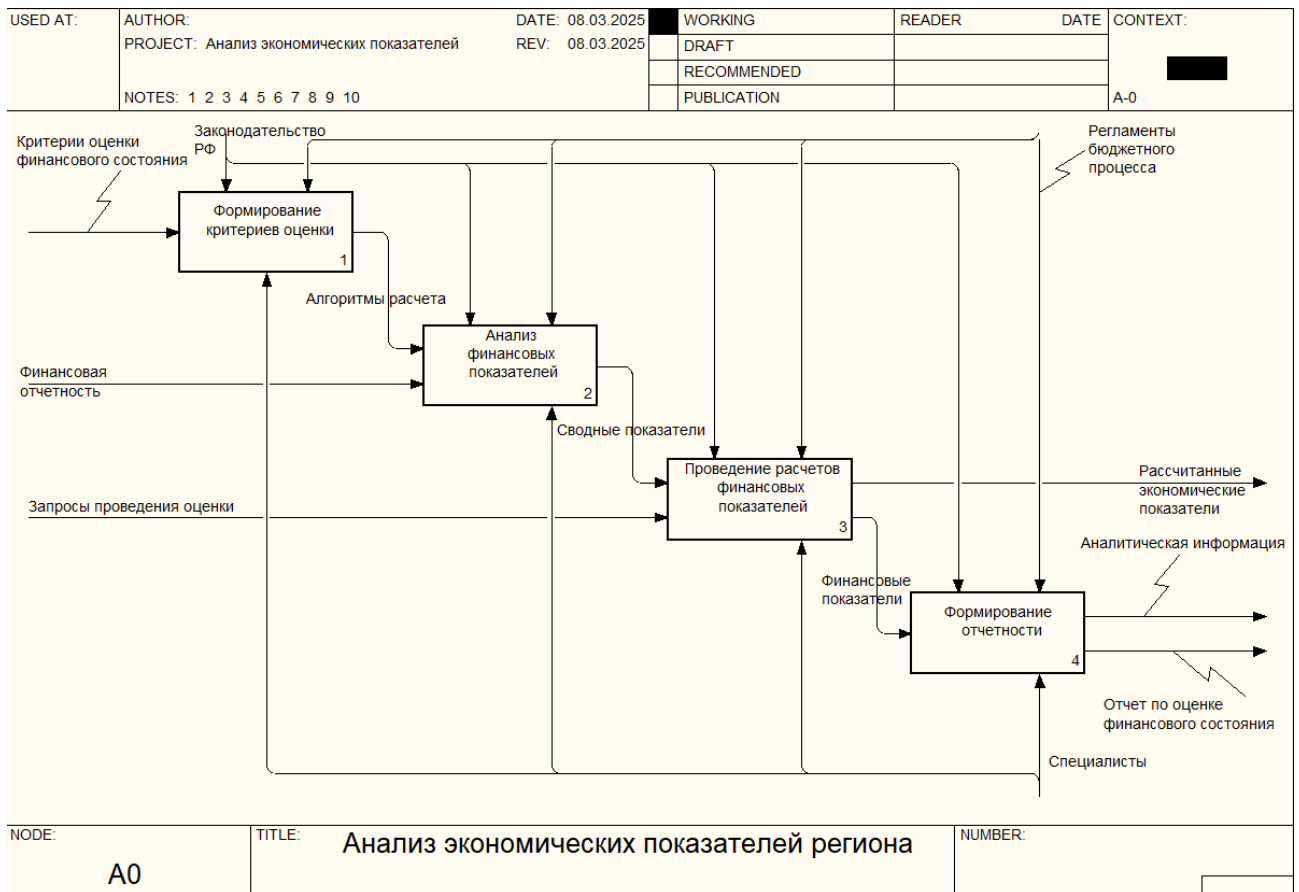 USED AT:
AUTHOR:
DATE: 08.03.2025
PROJECT: Анализ экономических показателей
REV: 08.03.2025
NOTES: 1 2 3 4 5 6 7 8 9 10
WORKING
DRAFT
RECOMMENDED
PUBLICATION
READER
DATE
CONTEXT:
A-0
Критерии оценки
финансового состояния
Законодательство
РФ
Регламенты
бюджетного
процесса
Формирование
критериев оценки
1
Алгоритмы расчета
Анализ
финансовых
показателей
2
Финансовая
отчетность
Сводные показатели
Проведение расчетов
финансовых
показателей
3
Запросы проведения оценки
Рассчитанные
экономические
показатели
Аналитическая информация
Финансовые
показатели
Формирование
отчетности
4
Отчет по оценке
финансового состояния
Специалисты
NODE:
A0
TITLE:
Анализ экономических показателей региона
NUMBER: